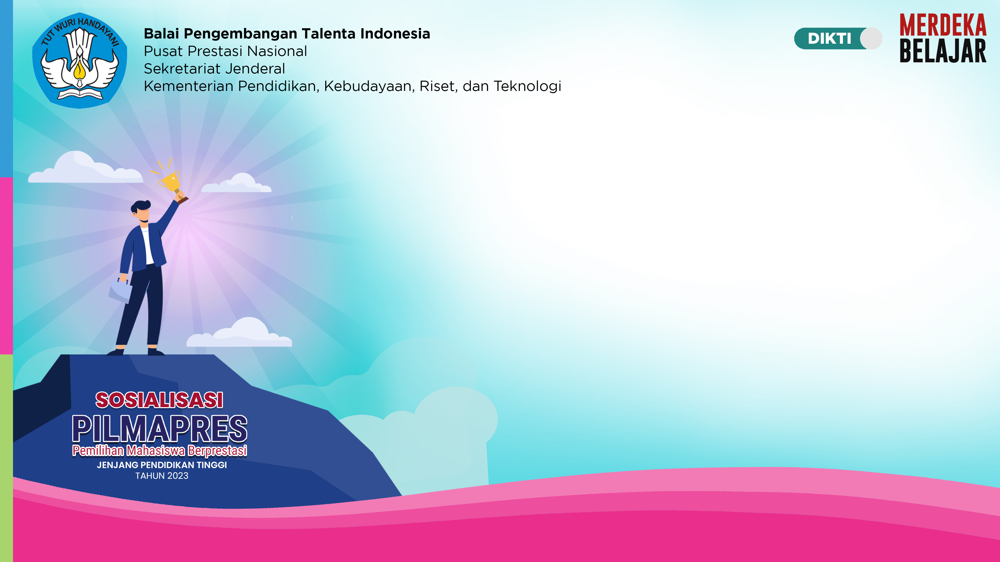 TUT WURI HANDAYANI
Balai Pengembangan Talenta Indonesia
Pusat Prestasi Nasional
Sekretariat Jenderal
Kementerian Pendidikan, Kebudayaan, Riset, dan Teknologi
DIKTI
MERDEKA
BELAJAR
SOSIALISASI
PILMAPRES
Pemilihan Mahasiswa Berprestasi
JENJANG PENDIDIKAN TINGGI
TAHUN 2023